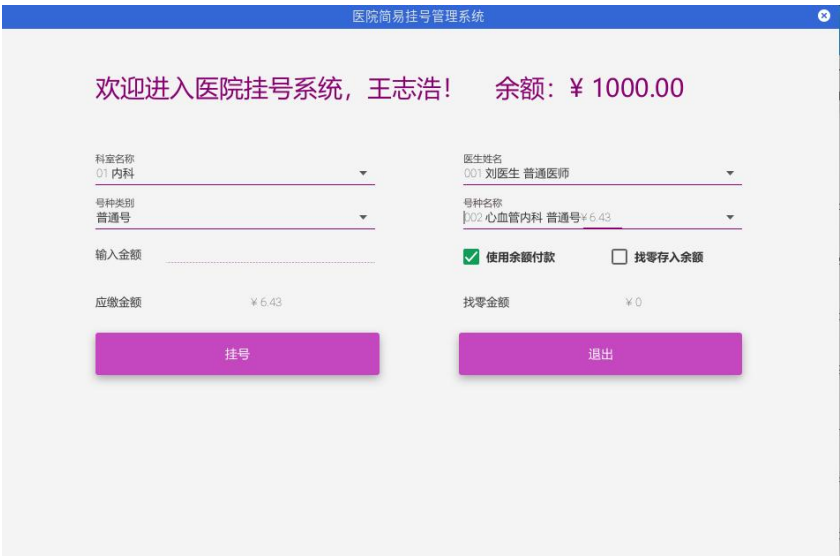 医院简易挂号管理系统
欢迎进入医院挂号系统，王志浩！ 余额：¥ 1000.00
科室名称
01 内科
医生姓名
001 刘医生 普通医师
号种类别
普通号
号种名称
002 心血管内科 普通号¥6.43
输入金额
使用余额付款
找零存入余额
应缴金额 ¥ 6.43
找零金额 ¥ 0
挂号
退出